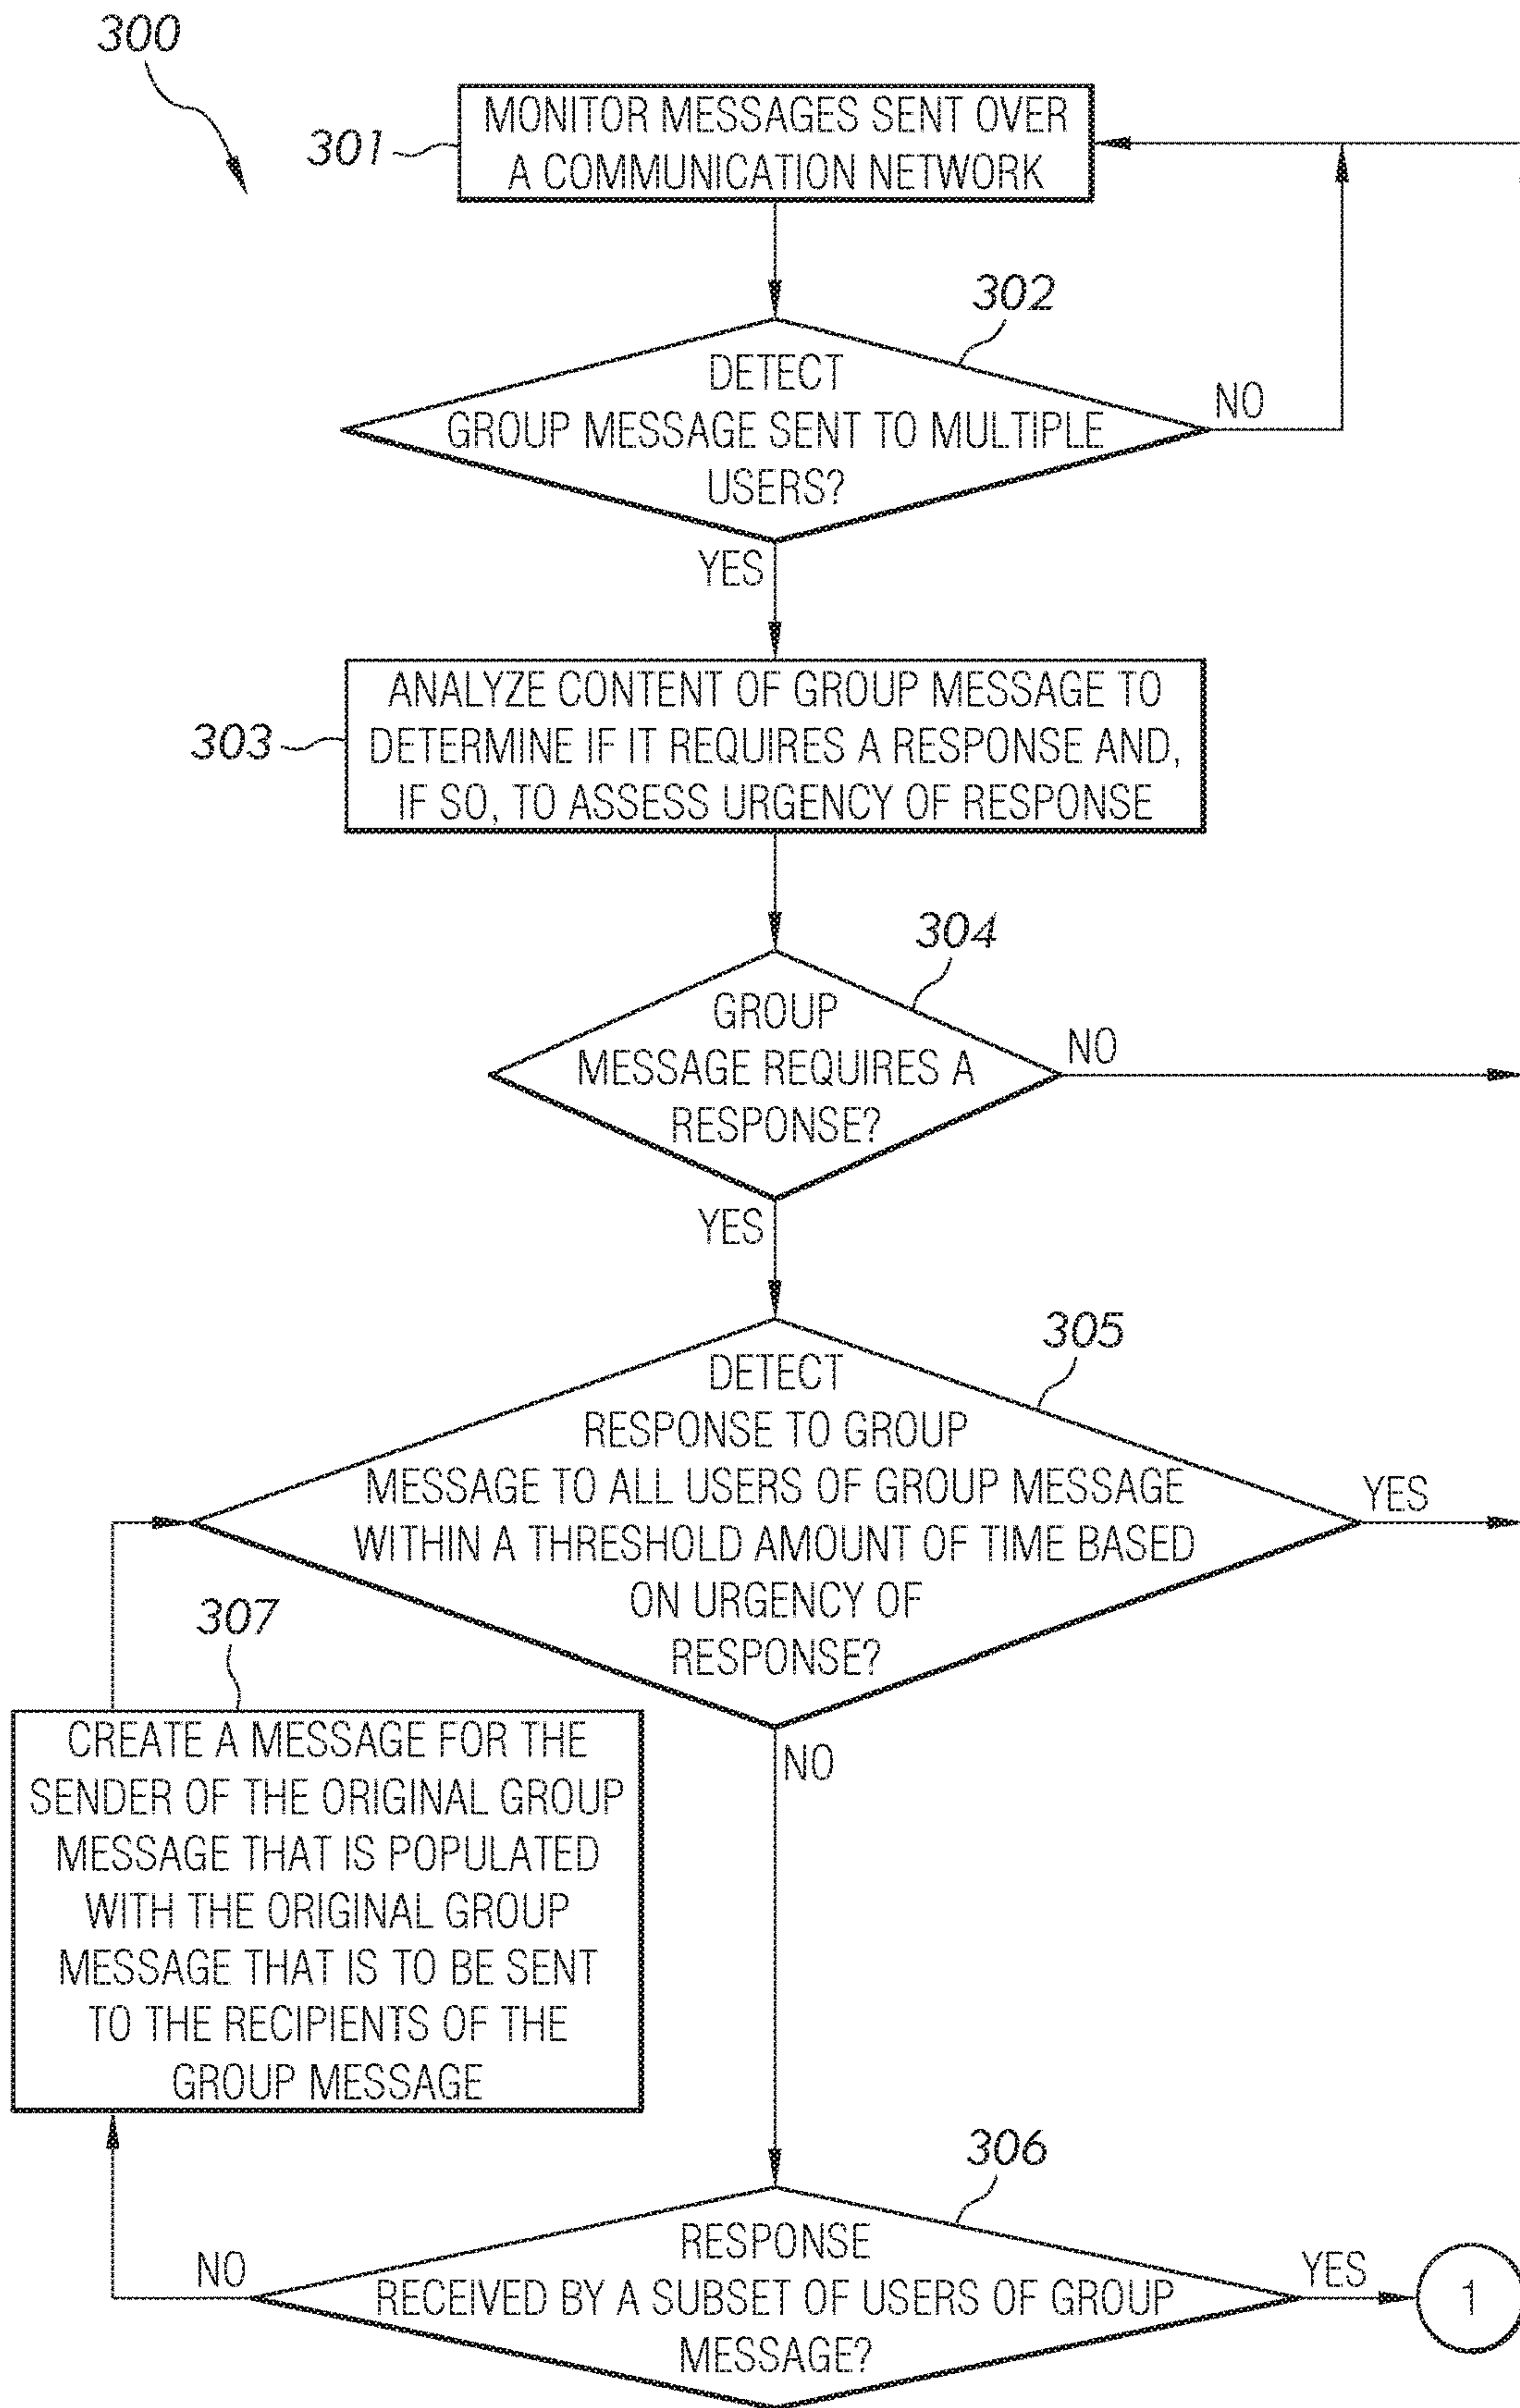 300
301
MONITOR MESSAGES SENT OVER
A COMMUNICATION NETWORK
302
DETECT
GROUP MESSAGE SENT TO MULTIPLE
USERS?
NO
YES
303
ANALYZE CONTENT OF GROUP MESSAGE TO
DETERMINE IF IT REQUIRES A RESPONSE AND,
IF SO, TO ASSESS URGENCY OF RESPONSE
304
GROUP
MESSAGE REQUIRES A
RESPONSE?
NO
YES
305
DETECT
RESPONSE TO GROUP
MESSAGE TO ALL USERS OF GROUP MESSAGE
WITHIN A THRESHOLD AMOUNT OF TIME BASED
ON URGENCY OF
RESPONSE?
YES
NO
307
CREATE A MESSAGE FOR THE
SENDER OF THE ORIGINAL GROUP
MESSAGE THAT IS POPULATED
WITH THE ORIGINAL GROUP
MESSAGE THAT IS TO BE SENT
TO THE RECIPIENTS OF THE
GROUP MESSAGE
306
RESPONSE
RECEIVED BY A SUBSET OF USERS OF GROUP
MESSAGE?
NO
YES
1